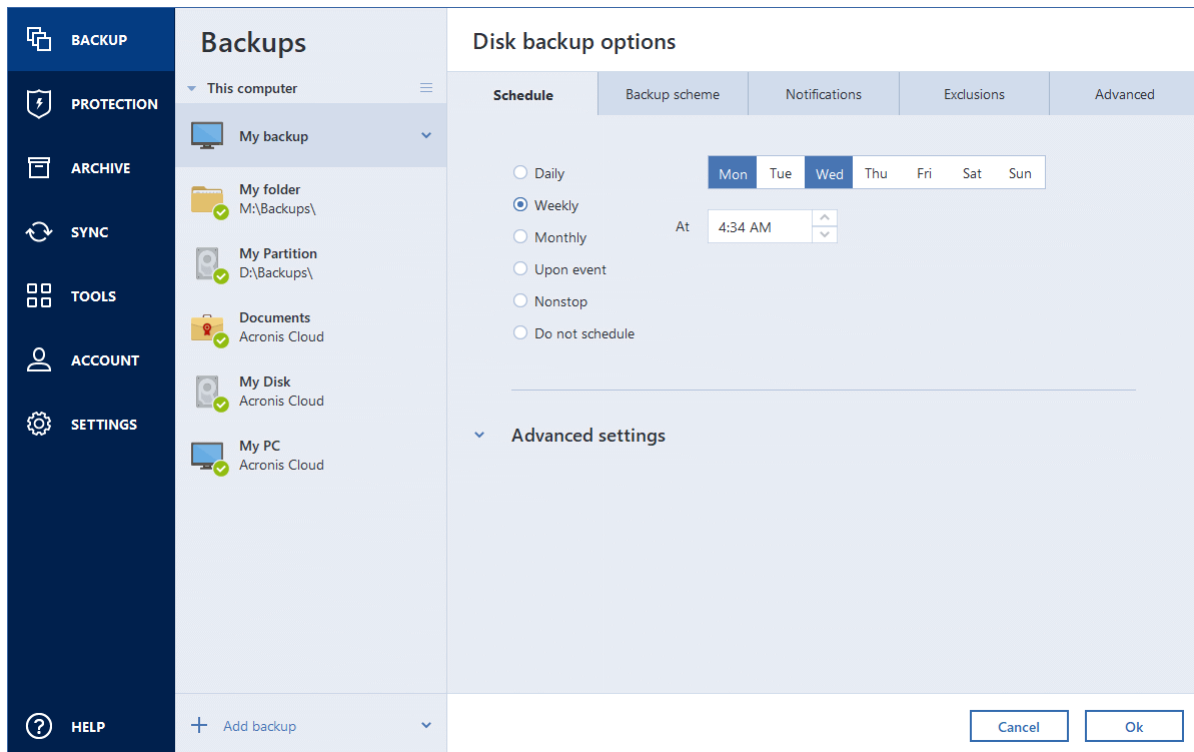 BACKUP
PROTECTION
ARCHIVE
SYNC
TOOLS
ACCOUNT
SETTINGS
HELP
Backups
This computer
My backup
My folder
M:\Backups\
My Partition
D:\Backups\
Documents
Acronis Cloud
My Disk
Acronis Cloud
My PC
Acronis Cloud
Add backup
Disk backup options
Schedule Backup scheme Notifications Exclusions Advanced
Daily
Weekly
Monthly
Upon event
Nonstop
Do not schedule
Mon Tue Wed Thu Fri Sat Sun
At 4:34 AM
Advanced settings
Cancel Ok